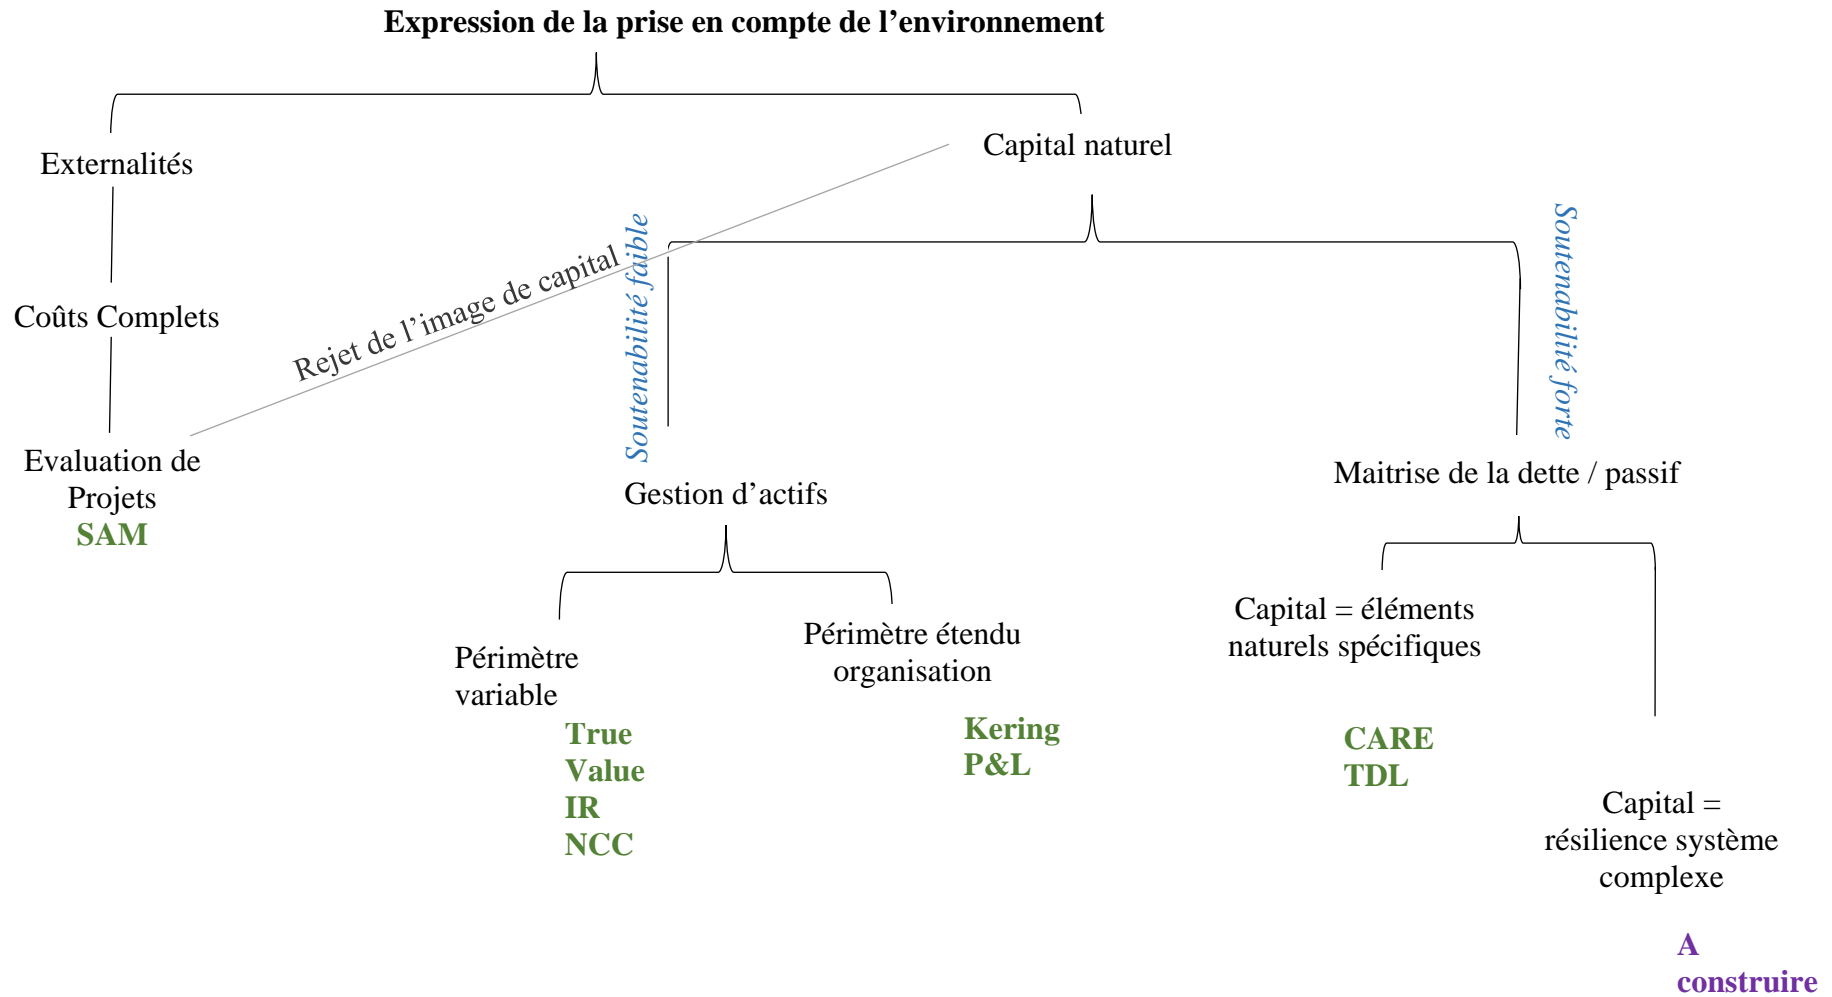 Expression de la prise en compte de l’environnement
Externalités
Capital naturel
Coûts Complets
Rejet de l’image de capital
Soutenabilité faible
Soutenabilité forte
Evaluation de
Projets
SAM
Gestion d’actifs
Maitrise de la dette / passif
Périmètre
variable
True
Value
IR
NCC
Périmètre étendu
organisation
Kering
P&L
Capital = éléments
naturels spécifiques
CARE
TDL
Capital =
résilience système
complexe
A
construire